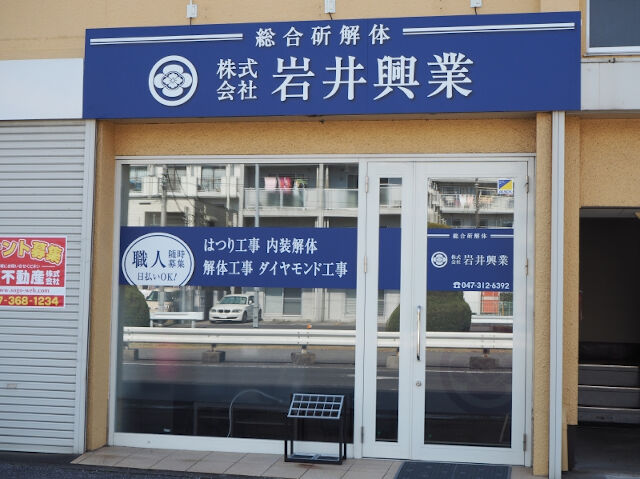 総合斫解体
株式会社 岩井興業
職人 随時募集
日払いOK!
はつり工事 内装解体
解体工事 ダイヤモンド工事
総合斫解体
株式会社 岩井興業
☎047-312-6392
ント募集
不動産 株式会社
7-368-1234